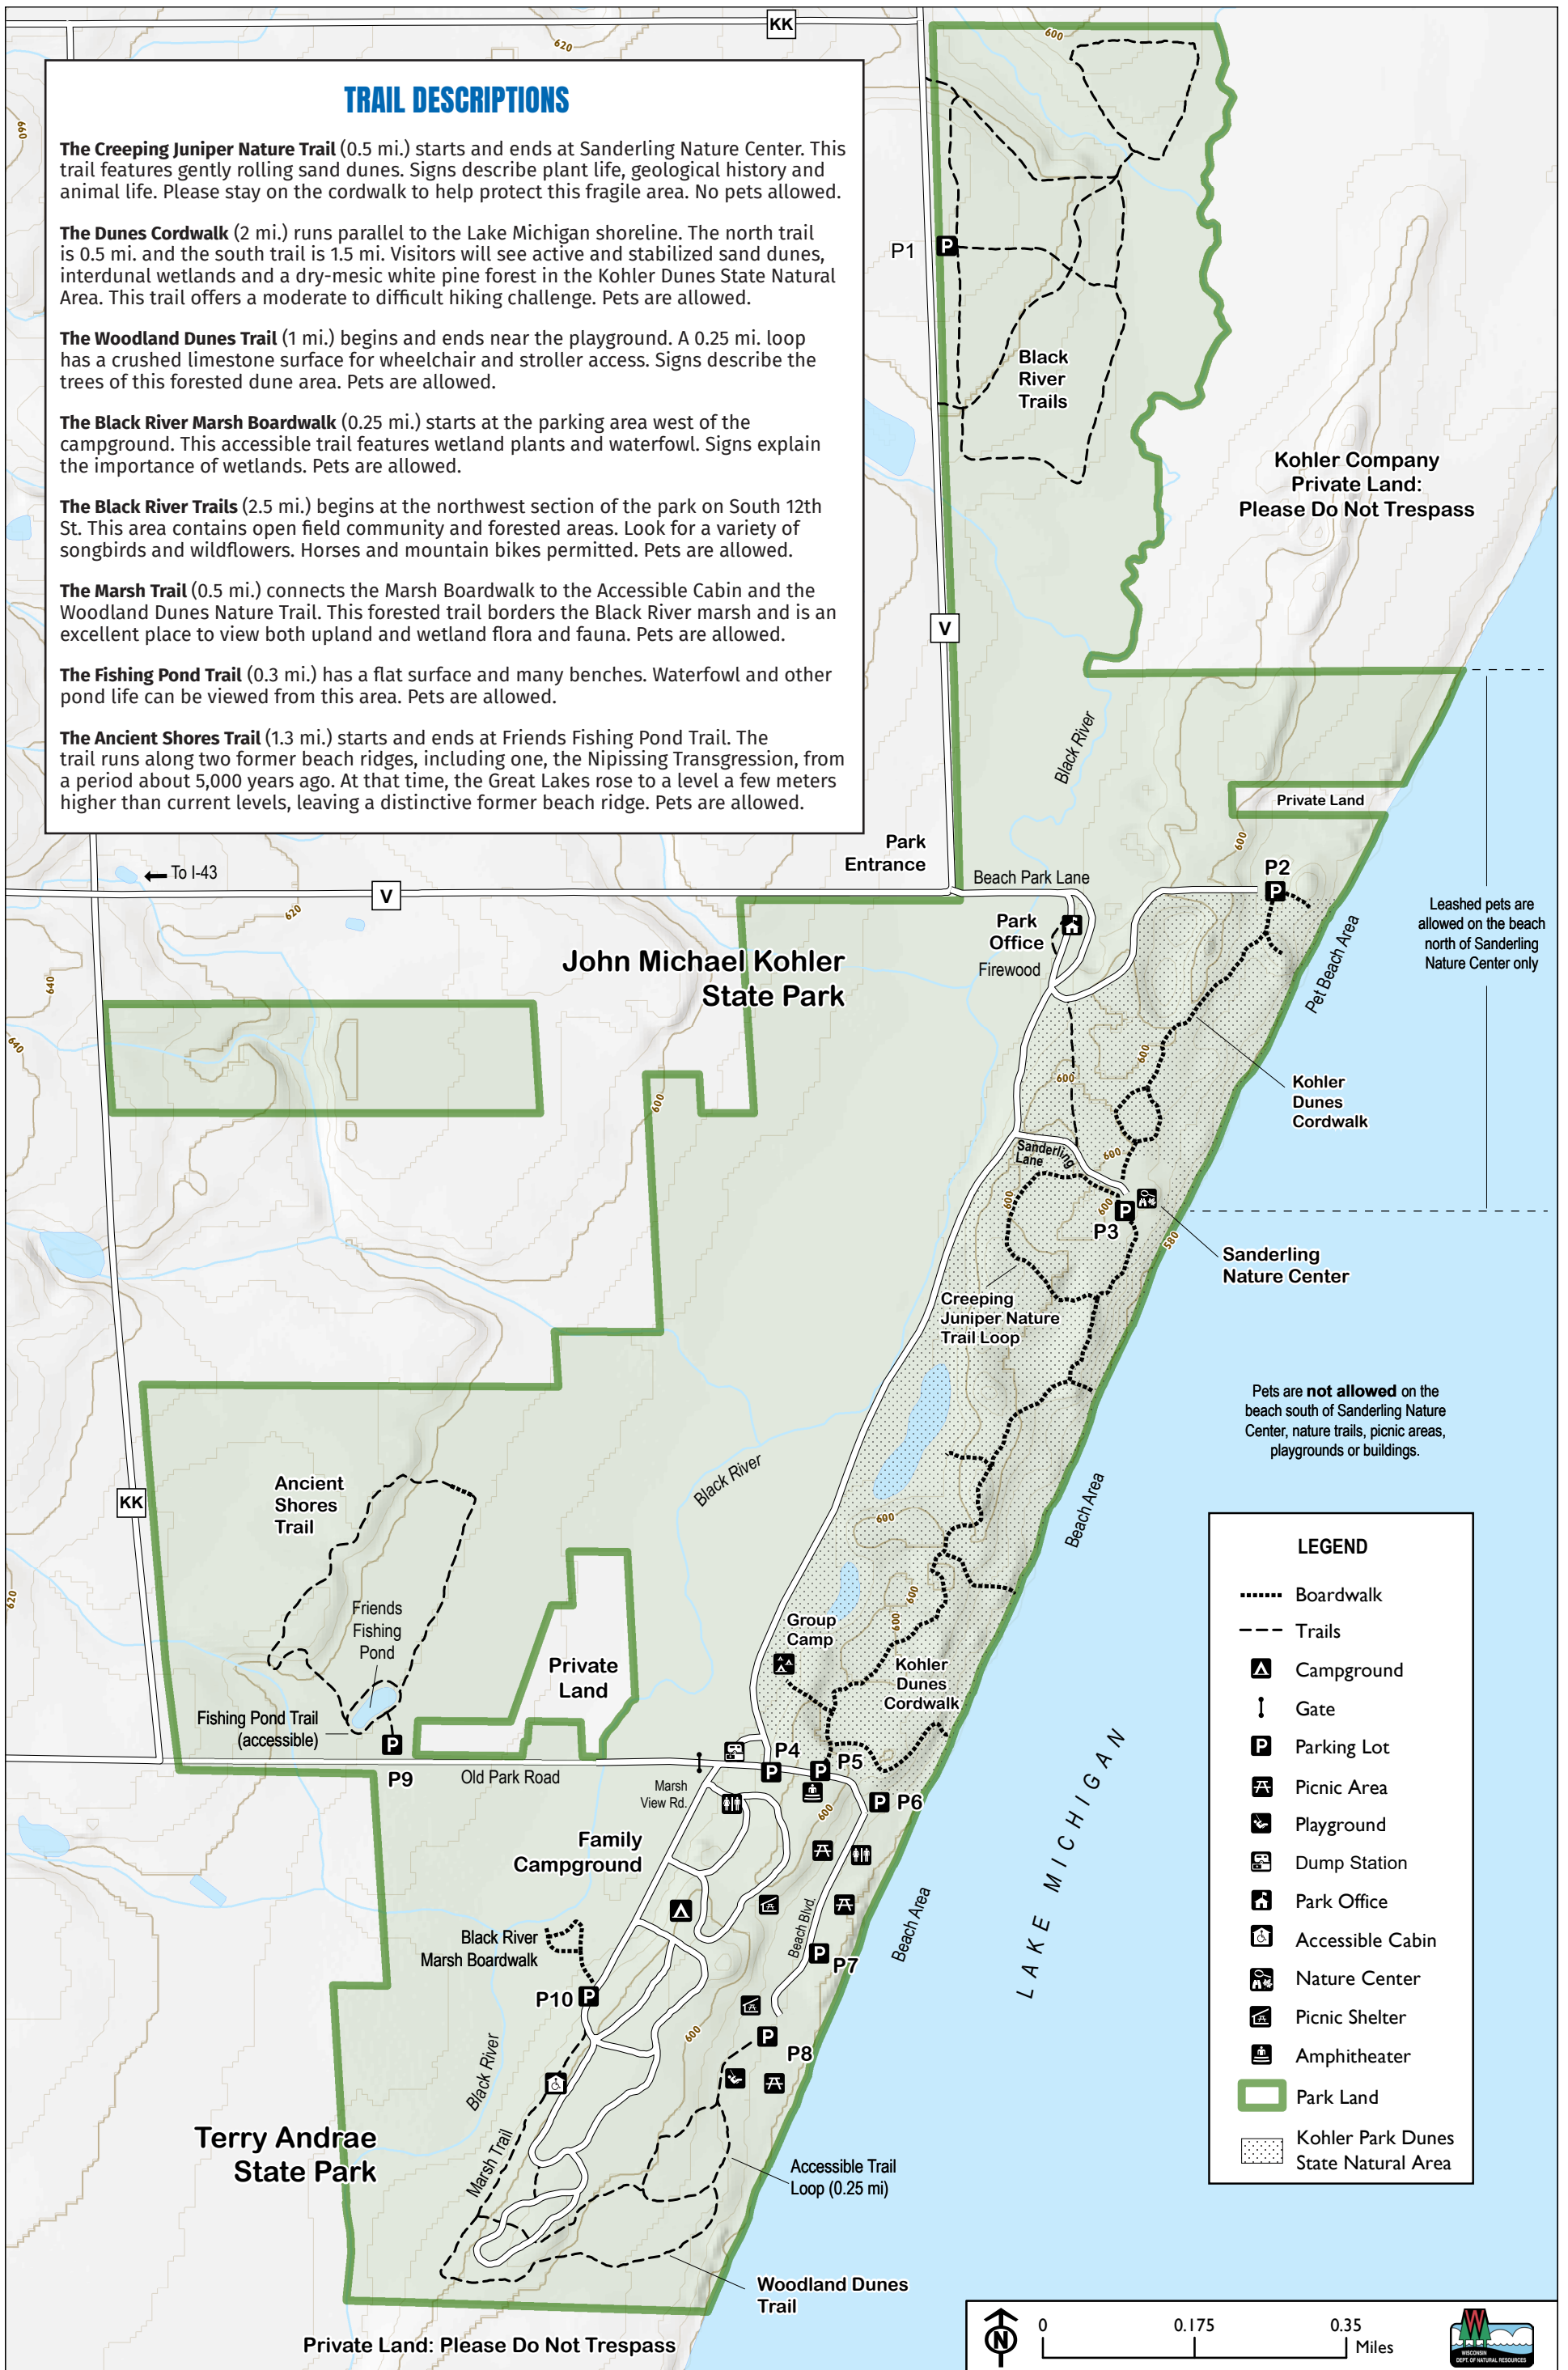 KK
620
600
660
TRAIL DESCRIPTIONS
The Creeping Juniper Nature Trail (0.5 mi.) starts and ends at Sanderling Nature Center. This
trail features gently rolling sand dunes. Signs describe plant life, geological history and
animal life. Please stay on the cordwalk to help protect this fragile area. No pets allowed.
The Dunes Cordwalk (2 mi.) runs parallel to the Lake Michigan shoreline. The north trail
is 0.5 mi. and the south trail is 1.5 mi. Visitors will see active and stabilized sand dunes,
interdunal wetlands and a dry-mesic white pine forest in the Kohler Dunes State Natural
Area. This trail offers a moderate to difficult hiking challenge. Pets are allowed.
The Woodland Dunes Trail (1 mi.) begins and ends near the playground. A 0.25 mi. loop
has a crushed limestone surface for wheelchair and stroller access. Signs describe the
trees of this forested dune area. Pets are allowed.
The Black River Marsh Boardwalk (0.25 mi.) starts at the parking area west of the
campground. This accessible trail features wetland plants and waterfowl. Signs explain
the importance of wetlands. Pets are allowed.
The Black River Trails (2.5 mi.) begins at the northwest section of the park on South 12th
St. This area contains open field community and forested areas. Look for a variety of
songbirds and wildflowers. Horses and mountain bikes permitted. Pets are allowed.
The Marsh Trail (0.5 mi.) connects the Marsh Boardwalk to the Accessible Cabin and the
Woodland Dunes Nature Trail. This forested trail borders the Black River marsh and is an
excellent place to view both upland and wetland flora and fauna. Pets are allowed.
The Fishing Pond Trail (0.3 mi.) has a flat surface and many benches. Waterfowl and other
pond life can be viewed from this area. Pets are allowed.
The Ancient Shores Trail (1.3 mi.) starts and ends at Friends Fishing Pond Trail. The
trail runs along two former beach ridges, including one, the Nipissing Transgression, from
a period about 5,000 years ago. At that time, the Great Lakes rose to a level a few meters
higher than current levels, leaving a distinctive former beach ridge. Pets are allowed.
P1
P
Black
River
Trails
Kohler Company
Private Land:
Please Do Not Trespass
V
Black River
Private Land
600
Park
Entrance
To I-43
V
620
Beach Park Lane
P2
P
Park
Office
Firewood
Leashed pets are
allowed on the beach
north of Sanderling
Nature Center only
Pet Beach Area
John Michael Kohler
State Park
640
640
600
600
600
Kohler
Dunes
Cordwalk
Sanderling
Lane
600
600
600
P
P3
580
Sanderling
Nature Center
Creeping
Juniper Nature
Trail Loop
Pets are not allowed on the
beach south of Sanderling Nature
Center, nature trails, picnic areas,
playgrounds or buildings.
Ancient
Shores
Trail
KK
Black River
600
Beach Area
620
Friends
Fishing
Pond
600
600
Group
Camp
Private
Land
Kohler
Dunes
Cordwalk
Fishing Pond Trail
(accessible)
P
P9
Old Park Road
Marsh
View Rd.
P4
P
P
P5
P
P6
600
Family
Campground
Beach Blvd.
Beach Area
LAKE MICHIGAN
Black River
Marsh Boardwalk
P
P7
P10
P
600
P
P8
Black River
Terry Andrae
State Park
Marsh Trail
Accessible Trail
Loop (0.25 mi)
Woodland Dunes
Trail
Private Land: Please Do Not Trespass
LEGEND
Boardwalk
Trails
Campground
Gate
P
Parking Lot
Picnic Area
Playground
Dump Station
Park Office
Accessible Cabin
Nature Center
Picnic Shelter
Amphitheater
Park Land
Kohler Park Dunes
State Natural Area
N
0
0.175
0.35
Miles
W
WISCONSIN
DEPT. OF NATURAL RESOURCES